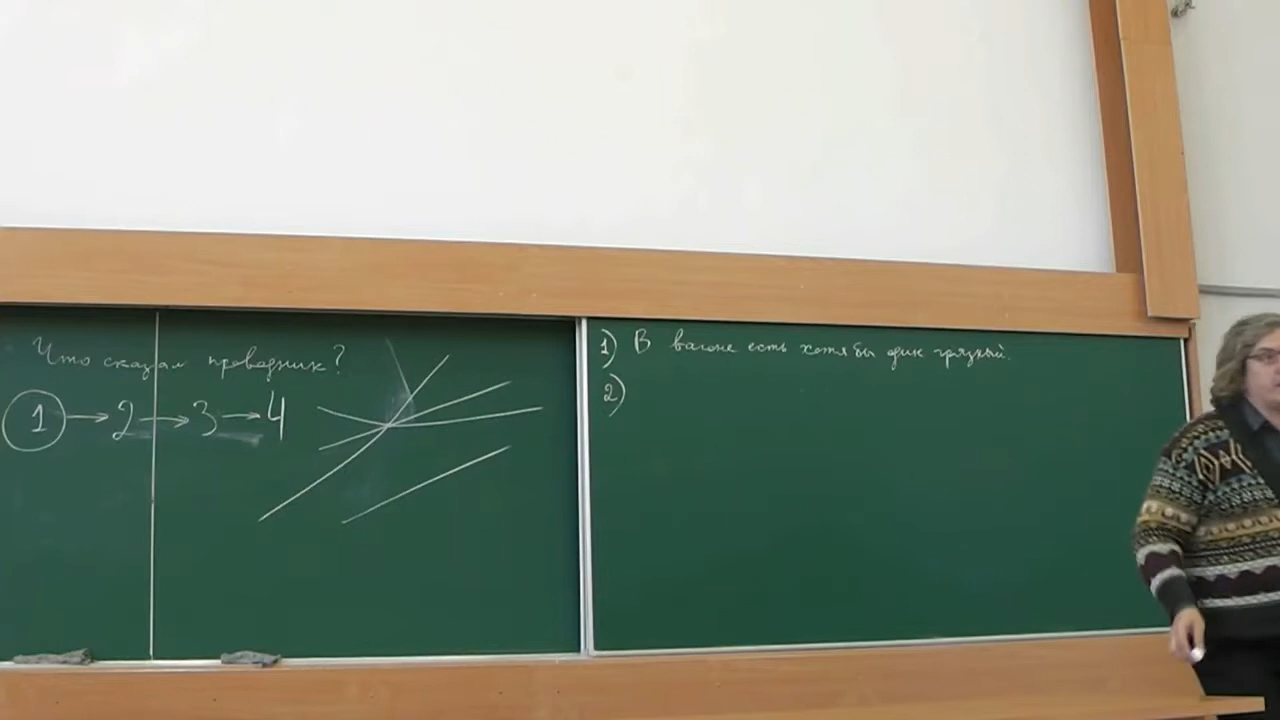 Что сказал проводник?
1 → 2 → 3 → 4
1) В вагоне есть хотя бы один грязный.
2)